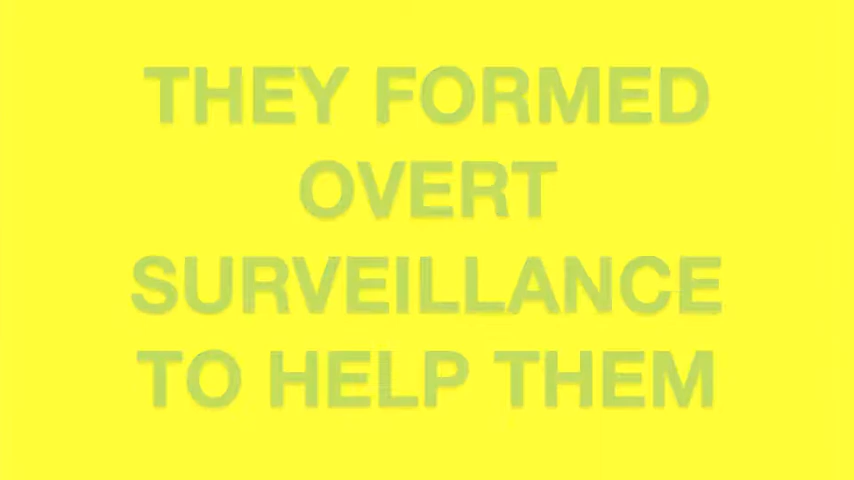 THEY FORMED
OVERT
SURVEILLANCE
TO HELP THEM